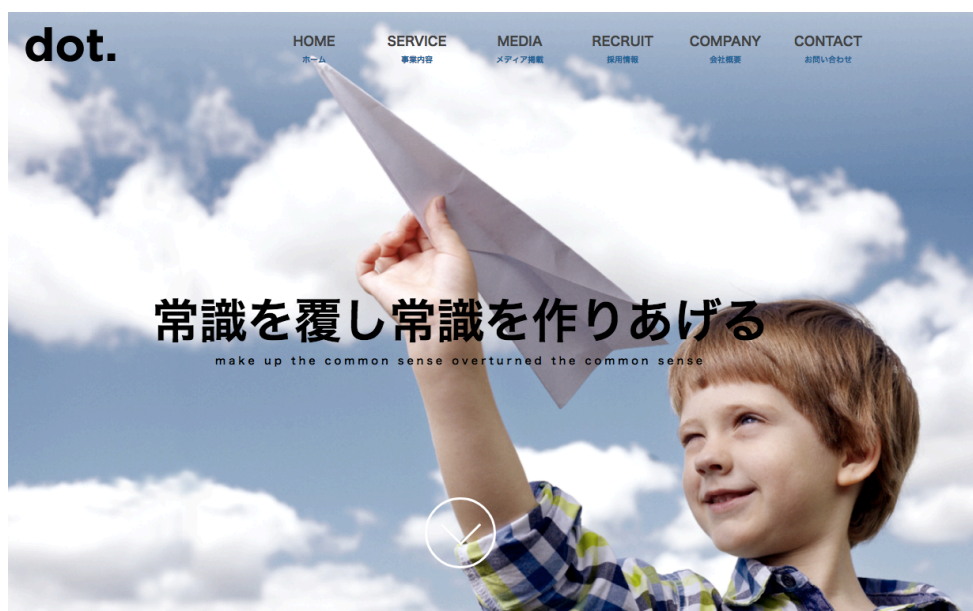 dot.
HOME SERVICE MEDIA RECRUIT COMPANY CONTACT
ホーム 事業内容 メディア掲載 採用情報 会社概要 お問い合わせ
常識を覆し常識を作りあげる
make up the common sense overturned the common sense